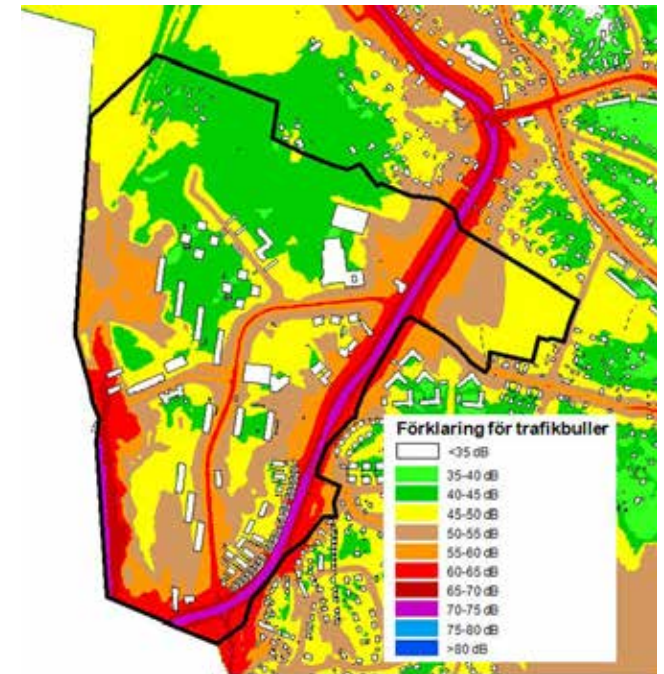 Förklaring för trafikbuller
<35 dB
35-40 dB
40-45 dB
45-50 dB
50-55 dB
55-60 dB
60-65 dB
65-70 dB
70-75 dB
75-80 dB
>80 dB